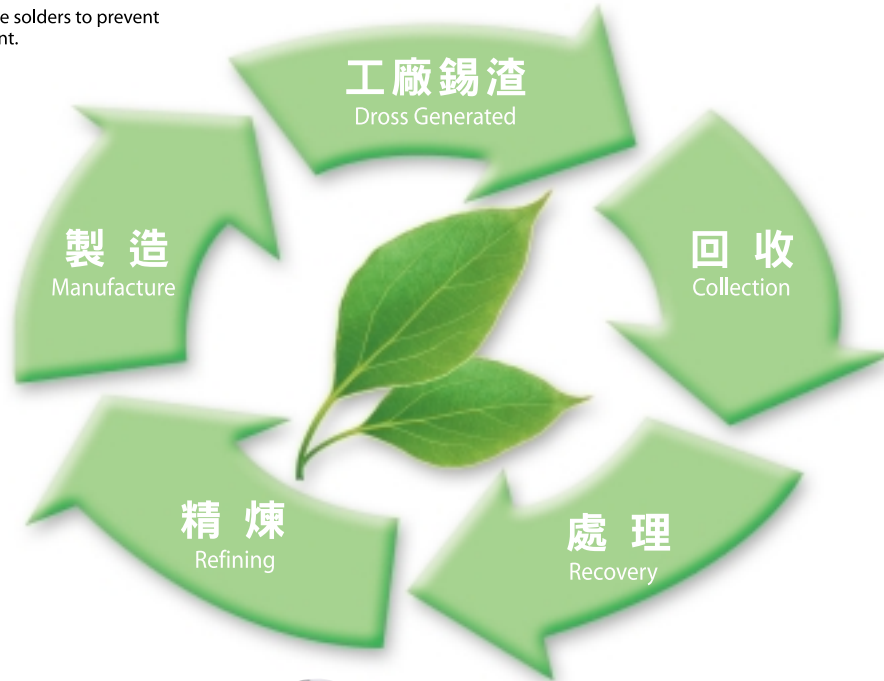 e solders to prevent
nt.
工廠錫渣
Dross Generated
回收
Collection
處理
Recovery
精煉
Refining
製造
Manufacture